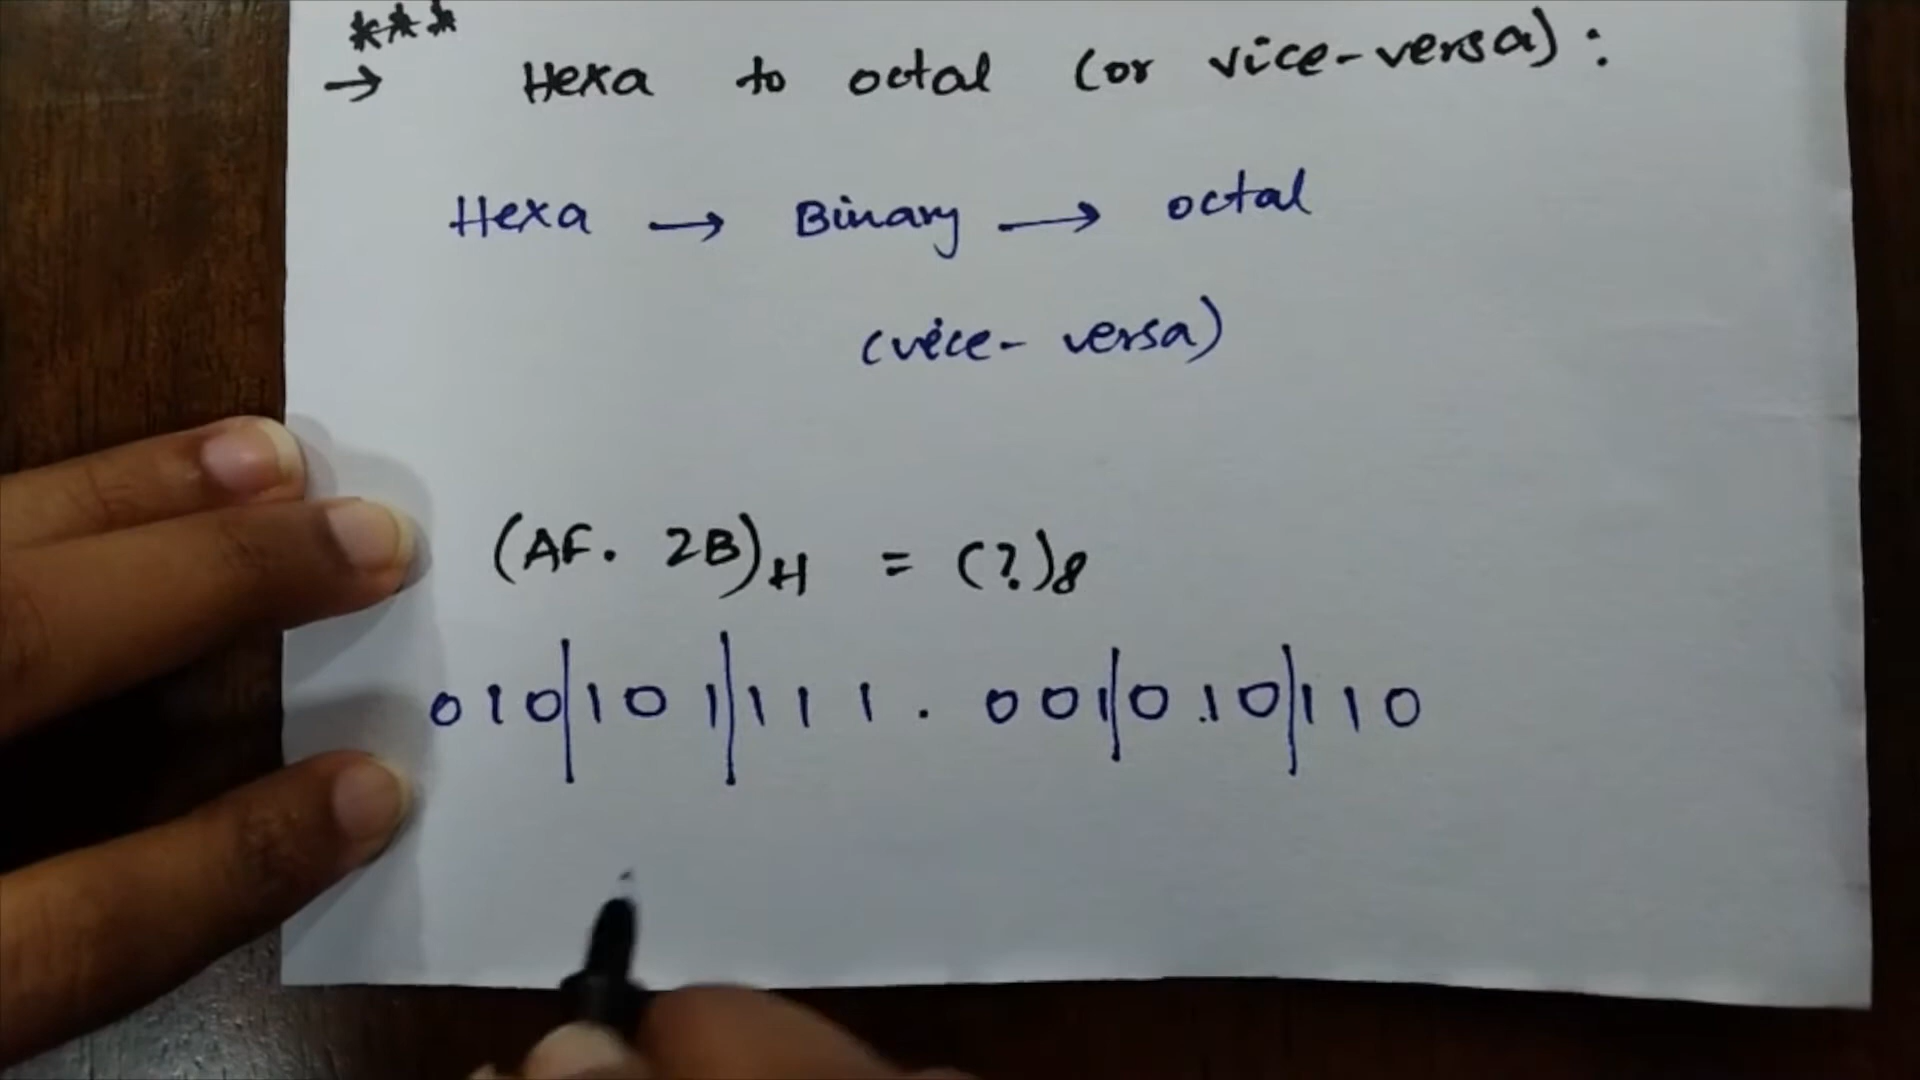 ***
→ Hexa to octal (or vice-versa):
Hexa → Binary → octal
(vice-versa)
(AF. 2B)H = (?)8
010|101|111.001|010|110